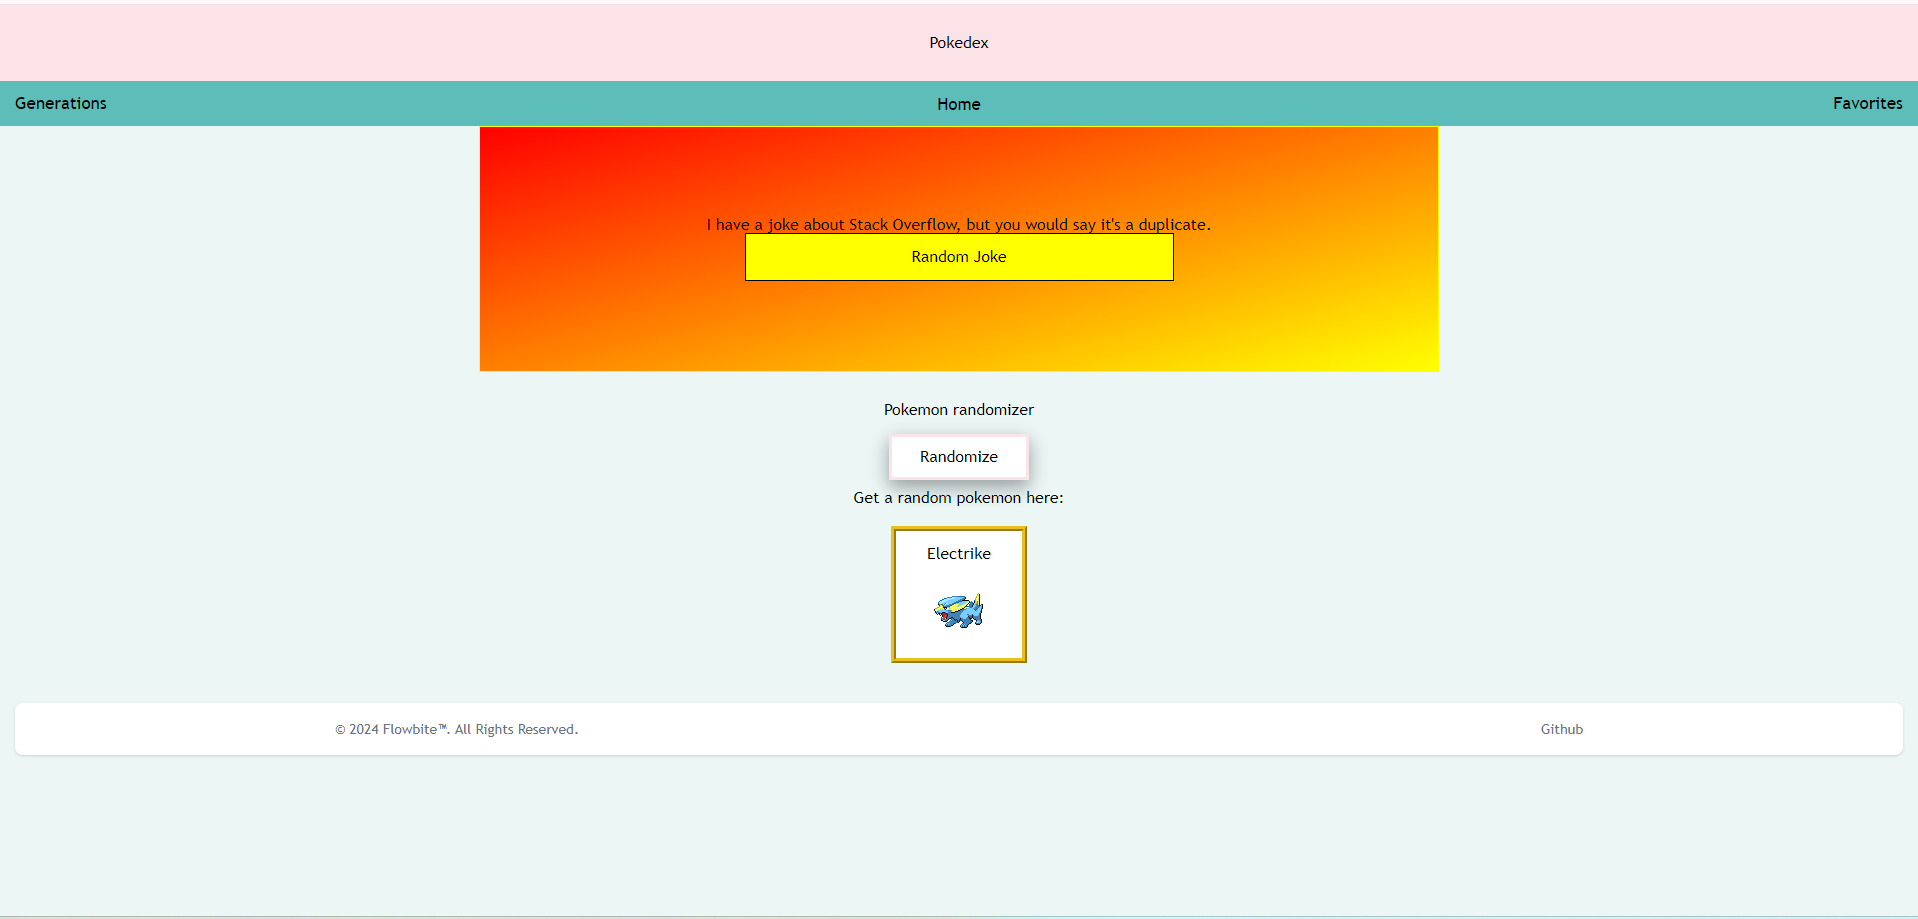 Pokedex
Generations
Home
Favorites
I have a joke about Stack Overflow, but you would say it's a duplicate.
Random Joke
Pokemon randomizer
Randomize
Get a random pokemon here:
Electrike
© 2024 Flowbite™. All Rights Reserved.
Github